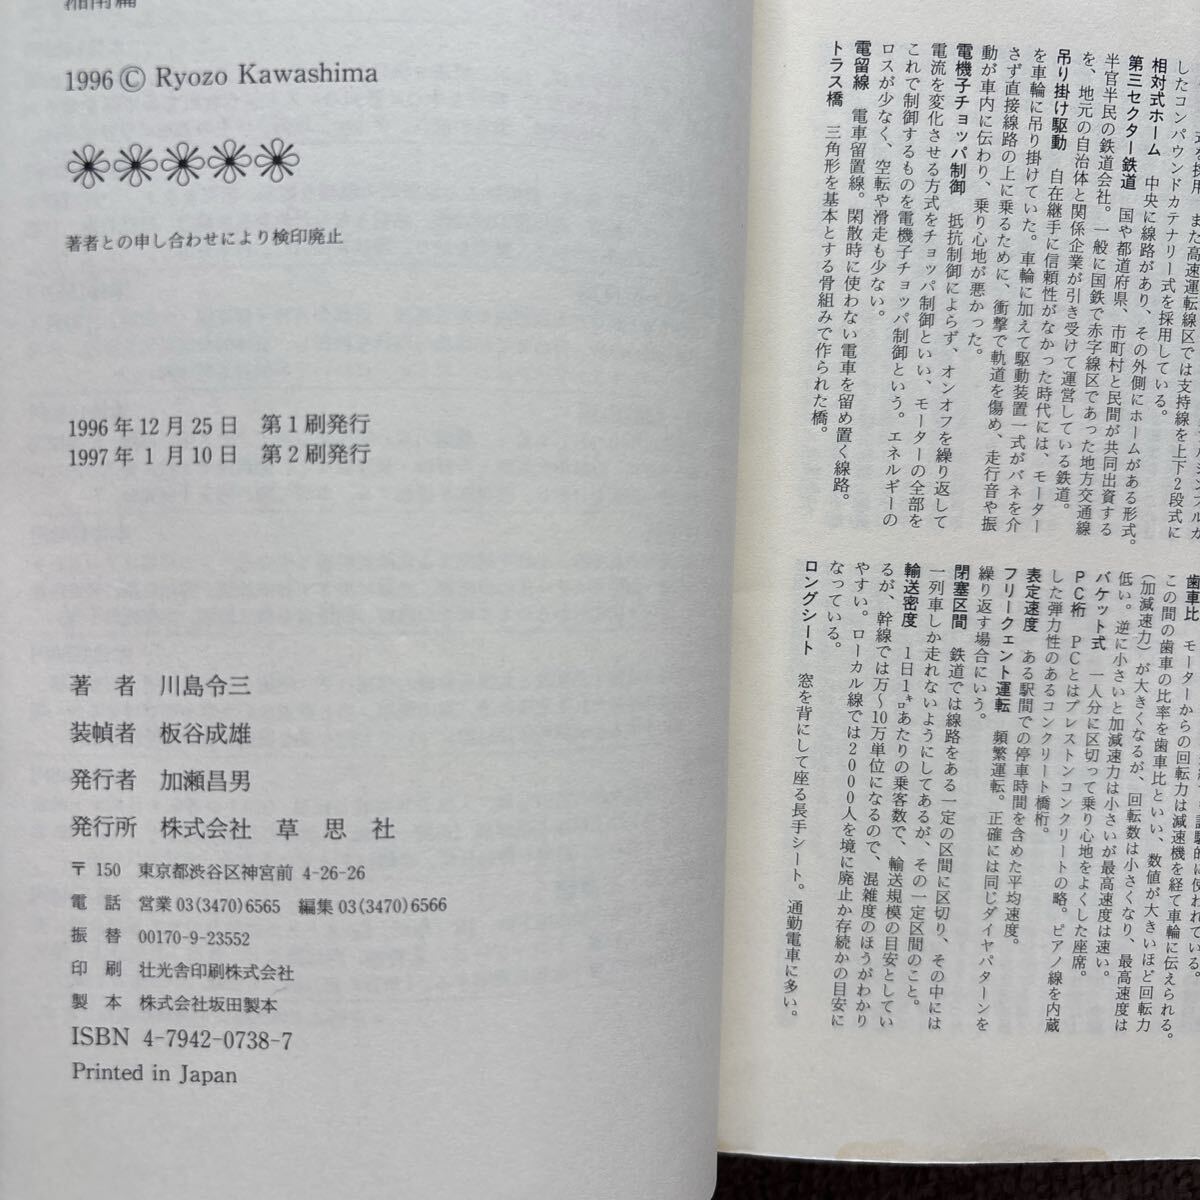 湘南篇
1996 © Ryozo Kawashima
著者との申し合わせにより検印廃止
1996年12月25日 第1刷発行
1997年1月10日 第2刷発行
著者 川島令三
装幀者 板谷成雄
発行者 加瀬昌男
発行所 株式会社 草思社
〒150 東京都渋谷区神宮前 4-26-26
電話 営業 03(3470)6565 編集 03(3470)6566
振替 00170-9-23552
印刷 壮光舎印刷株式会社
製本 株式会社坂田製本
ISBN 4-7942-0738-7
Printed in Japan
したコンパウンドカテナリー式を採用している。
相対式ホーム 中央に線路があり、その外側にホームがある形式。
第三セクター鉄道 国や都道府県、市町村と民間が共同出資する
半官半民の鉄道会社。一般に国鉄で赤字線区であった地方交通線
を、地元の自治体と関係企業が引き受けて運営している鉄道。
吊り掛け駆動 自在継手に信頼性がなかった時代には、モーター
を車輪に吊り掛けていた。車輪に加えて駆動装置一式がバネを介
さず直接線路の上に乗るために、衝撃で軌道を傷め、走行音や振
動が車内に伝わり、乗り心地が悪かった。
電機子チョッパ制御 抵抗制御によらず、オンオフを繰り返して
電流を変化させる方式をチョッパ制御といい、モーターの全部を
これで制御するものを電機子チョッパ制御という。エネルギーの
ロスが少なく、空転や滑走も少ない。
電留線 電車留置線。閑散時に使わない電車を留め置く線路。
トラス橋 三角形を基本とする骨組みで作られた橋。
歯車比 モーターからの回転力は減速機を経て車輪に伝えられる。
この間の歯車の比率を歯車比といい、数値が大きいほど回転力
(加減速力)が大きくなるが、回転数は小さくなり、最高速度は
低い。逆に小さいと加減速力は小さいが最高速度は速い。
バケット式 一人分に区切って乗り心地をよくした座席。
PC桁 PCとはプレストンコンクリートの略。ピアノ線を内蔵
した弾力性のあるコンクリート橋桁。
表定速度 ある駅間での停車時間を含めた平均速度。
フリークェント運転 頻繁運転。正確には同じダイヤパターンを
繰り返す場合にいう。
閉塞区間 鉄道では線路をある一定の区間に区切り、その中には
一列車しか走れないようにしてあるが、その一定区間のこと。
輸送密度 1日1㌔あたりの乗客数で、輸送規模の目安としてい
るが、幹線では万～10万単位になるので、混雑度のほうがわかり
やすい。ローカル線では2000人を境に廃止か存続かの目安に
なっている。
ロングシート 窓を背にして座る長手シート。通勤電車に多い。